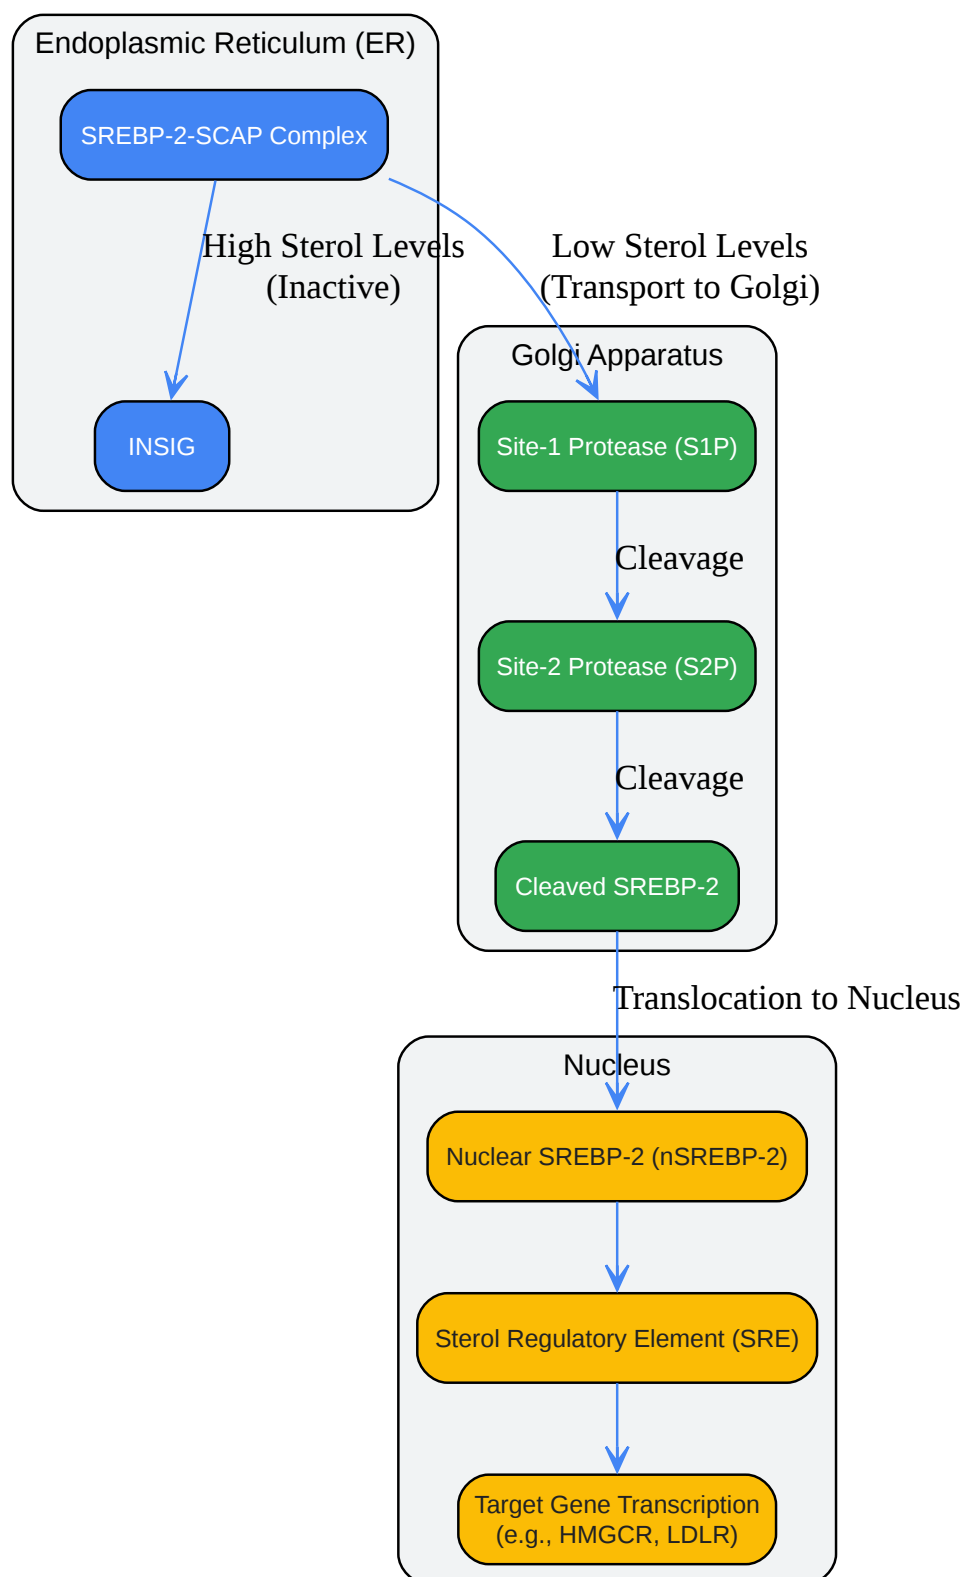 Endoplasmic Reticulum (ER)
SREBP-2-SCAP Complex
High Sterol Levels
(Inactive)
Low Sterol Levels
(Transport to Golgi)
INSIG
Golgi Apparatus
Site-1 Protease (S1P)
Cleavage
Site-2 Protease (S2P)
Cleavage
Cleaved SREBP-2
Translocation to Nucleus
Nucleus
Nuclear SREBP-2 (nSREBP-2)
Sterol Regulatory Element (SRE)
Target Gene Transcription
(e.g., HMGCR, LDLR)